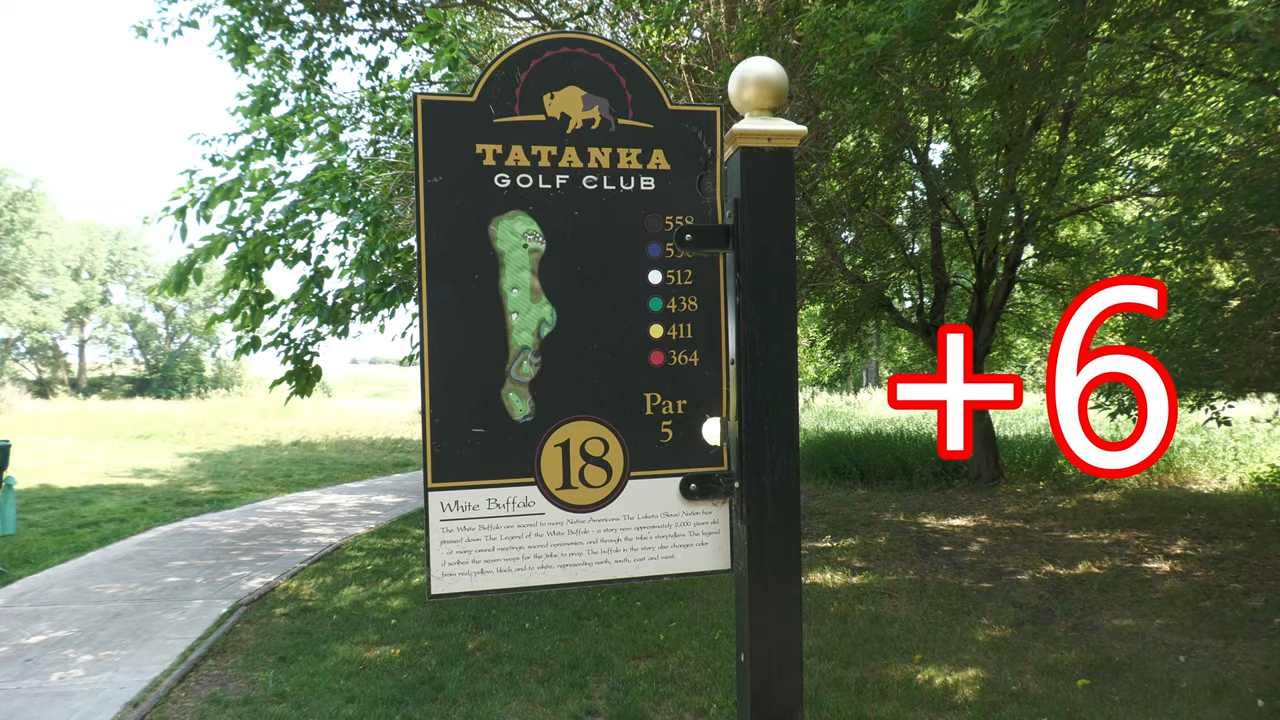 TATANKA
GOLF CLUB
558
512
438
411
364
Par
5
18
+6
White Buffalo
The White Buffalo are sacred to many Native Americans. The Lakota (Sioux) Nation has
passed down The Legend of the White Buffalo - a story now approximately 2,000 years old
- at many council meetings, sacred ceremonies, and through the tribe's storytellers. The legend
d scribes the seven ways for the tribe to pray. The buffalo in the story also changes color
from red, yellow, black and to white, representing north, south, east and west.